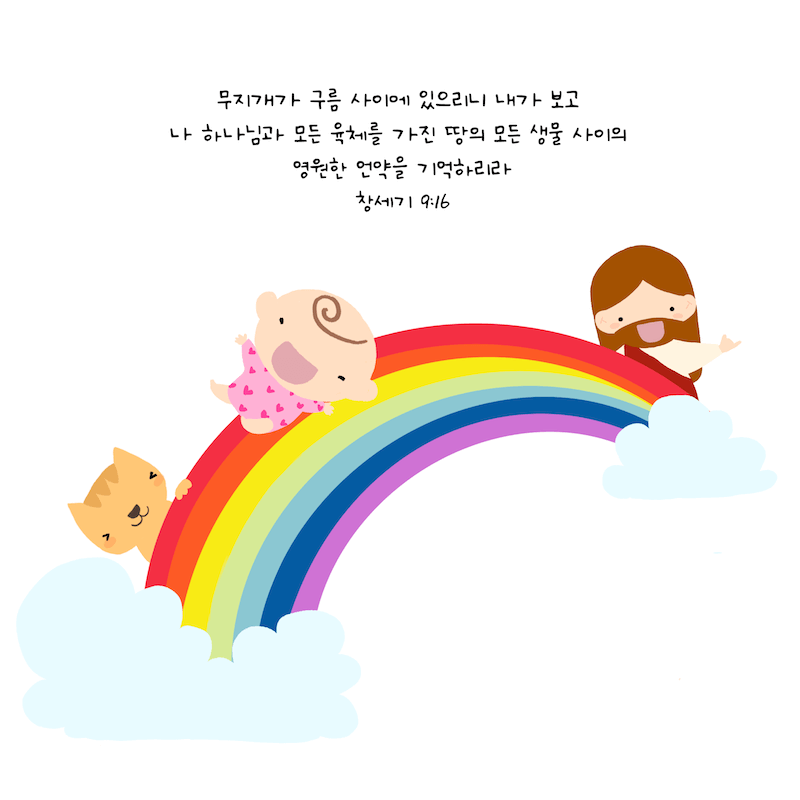 무지개가 구름 사이에 있으리니 내가 보고
나 하나님과 모든 육체를 가진 땅의 모든 생물 사이의
영원한 언약을 기억하리라
창세기 9:16